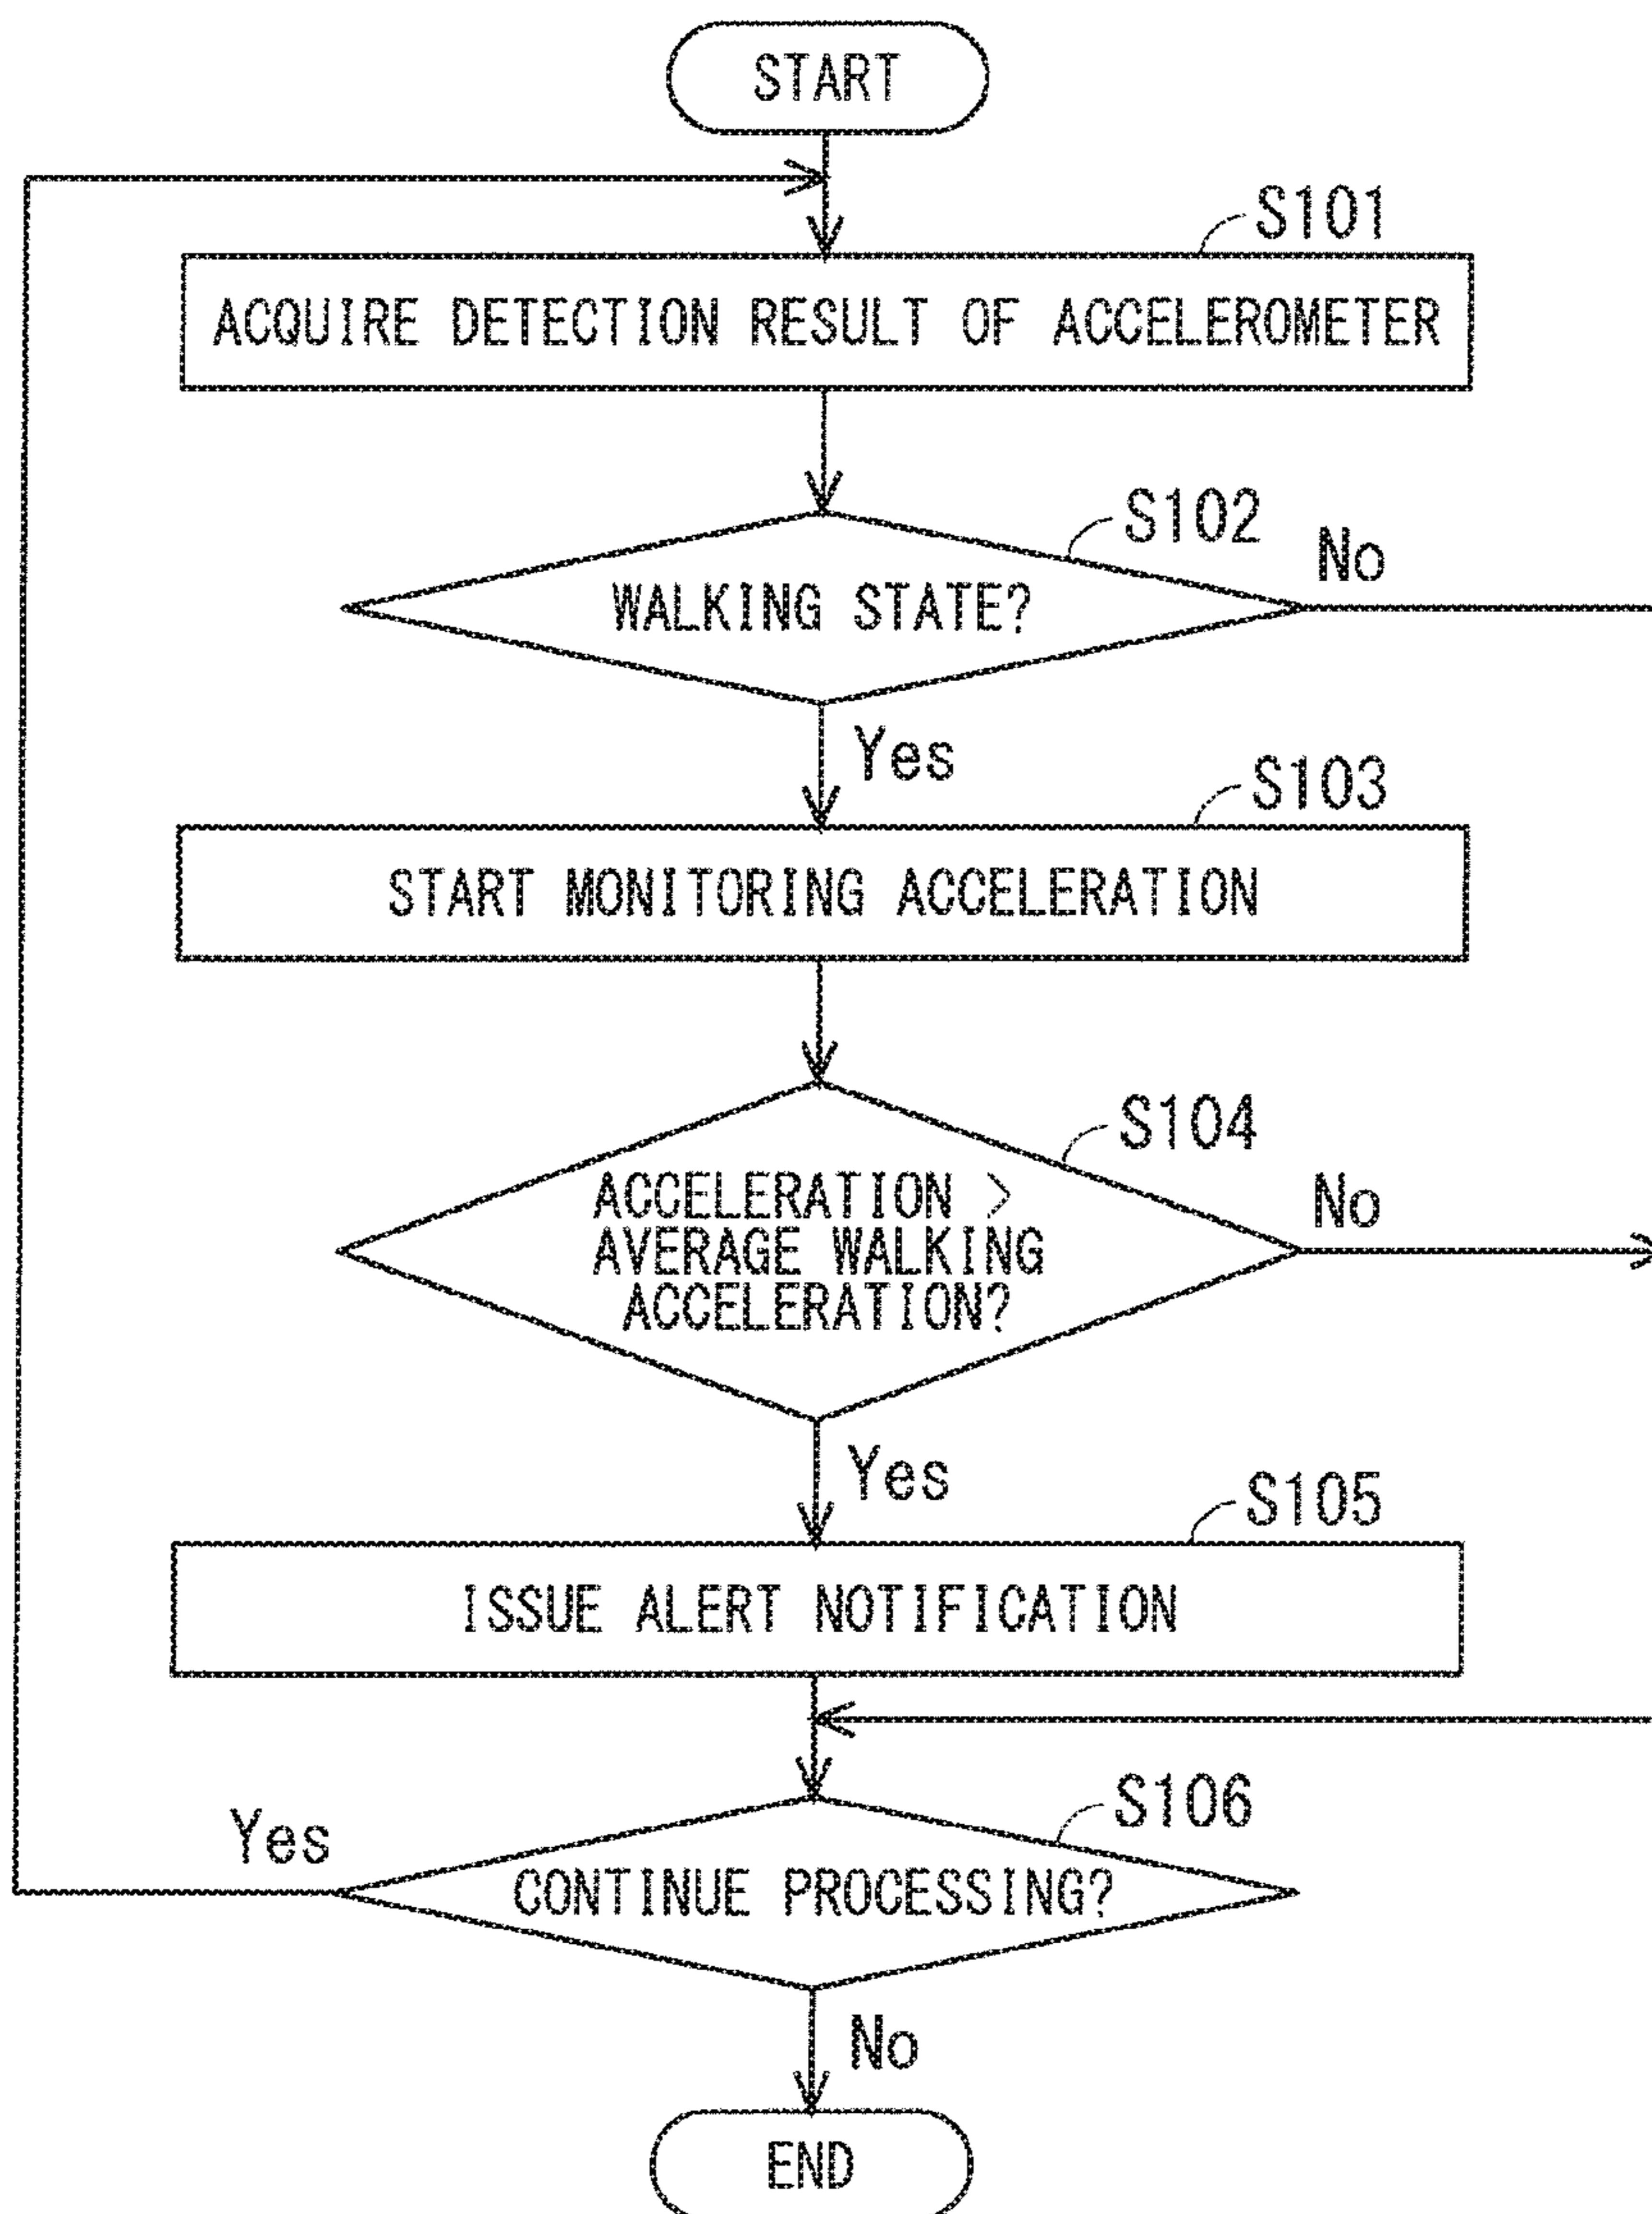 START
S101
ACQUIRE DETECTION RESULT OF ACCELEROMETER
S102
No
WALKING STATE?
Yes
S103
START MONITORING ACCELERATION
S104
No
ACCELERATION >
AVERAGE WALKING
ACCELERATION?
Yes
S105
ISSUE ALERT NOTIFICATION
S106
Yes
CONTINUE PROCESSING?
No
END